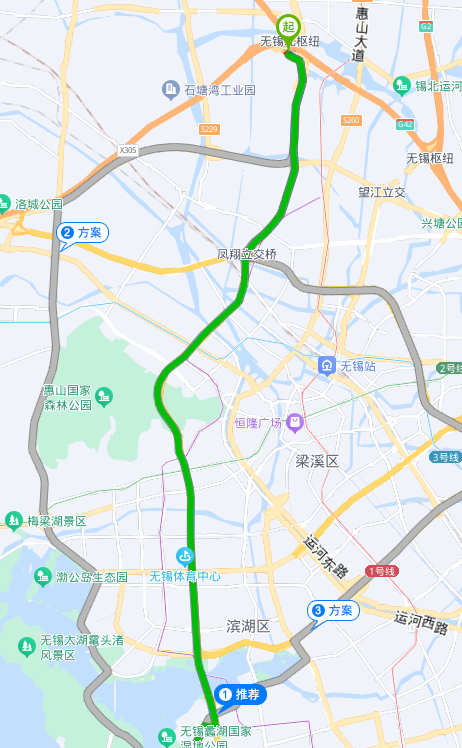 起
惠山大道
G2
无锡北枢纽
石塘湾工业园
锡北运河
S229
S260
G42
X305
无锡枢纽
望江立交
洛城公园
兴塘公园
2 方案
凤翔立交桥
无锡站
2号线
惠山国家
森林公园
恒隆广场
梁溪区
3号线
梅梁湖景区
运河东路
无锡体育中心
渤公岛生态园
1号线
3 方案
运河西路
滨湖区
无锡太湖鼋头渚
风景区
1 推荐
无锡蠡湖国家
湿地公园